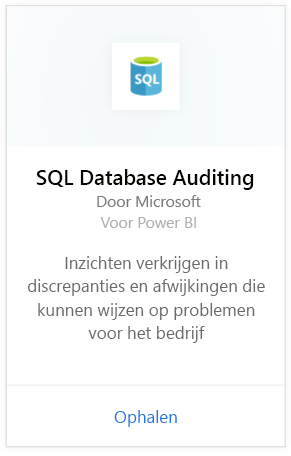 SQL
SQL Database Auditing
Door Microsoft
Voor Power BI
Inzichten verkrijgen in
discrepanties en afwijkingen die
kunnen wijzen op problemen
voor het bedrijf
Ophalen